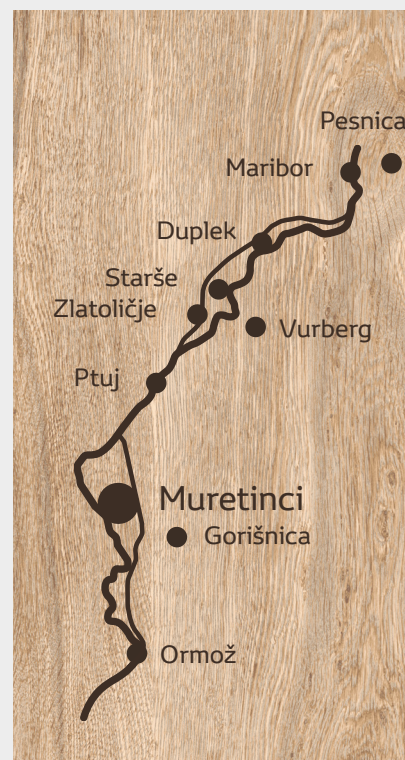 Pesnica
Maribor
Duplek
Starše
Zlatoličje
Vurberg
Ptuj
Muretinci
Gorišnica
Ormož